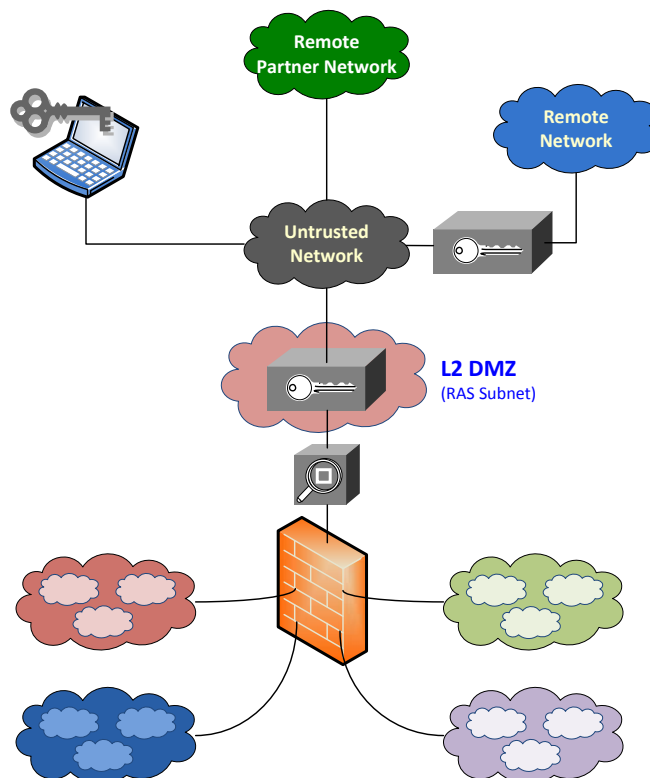 Remote
Partner Network
Remote
Network
Untrusted
Network
L2 DMZ
(RAS Subnet)